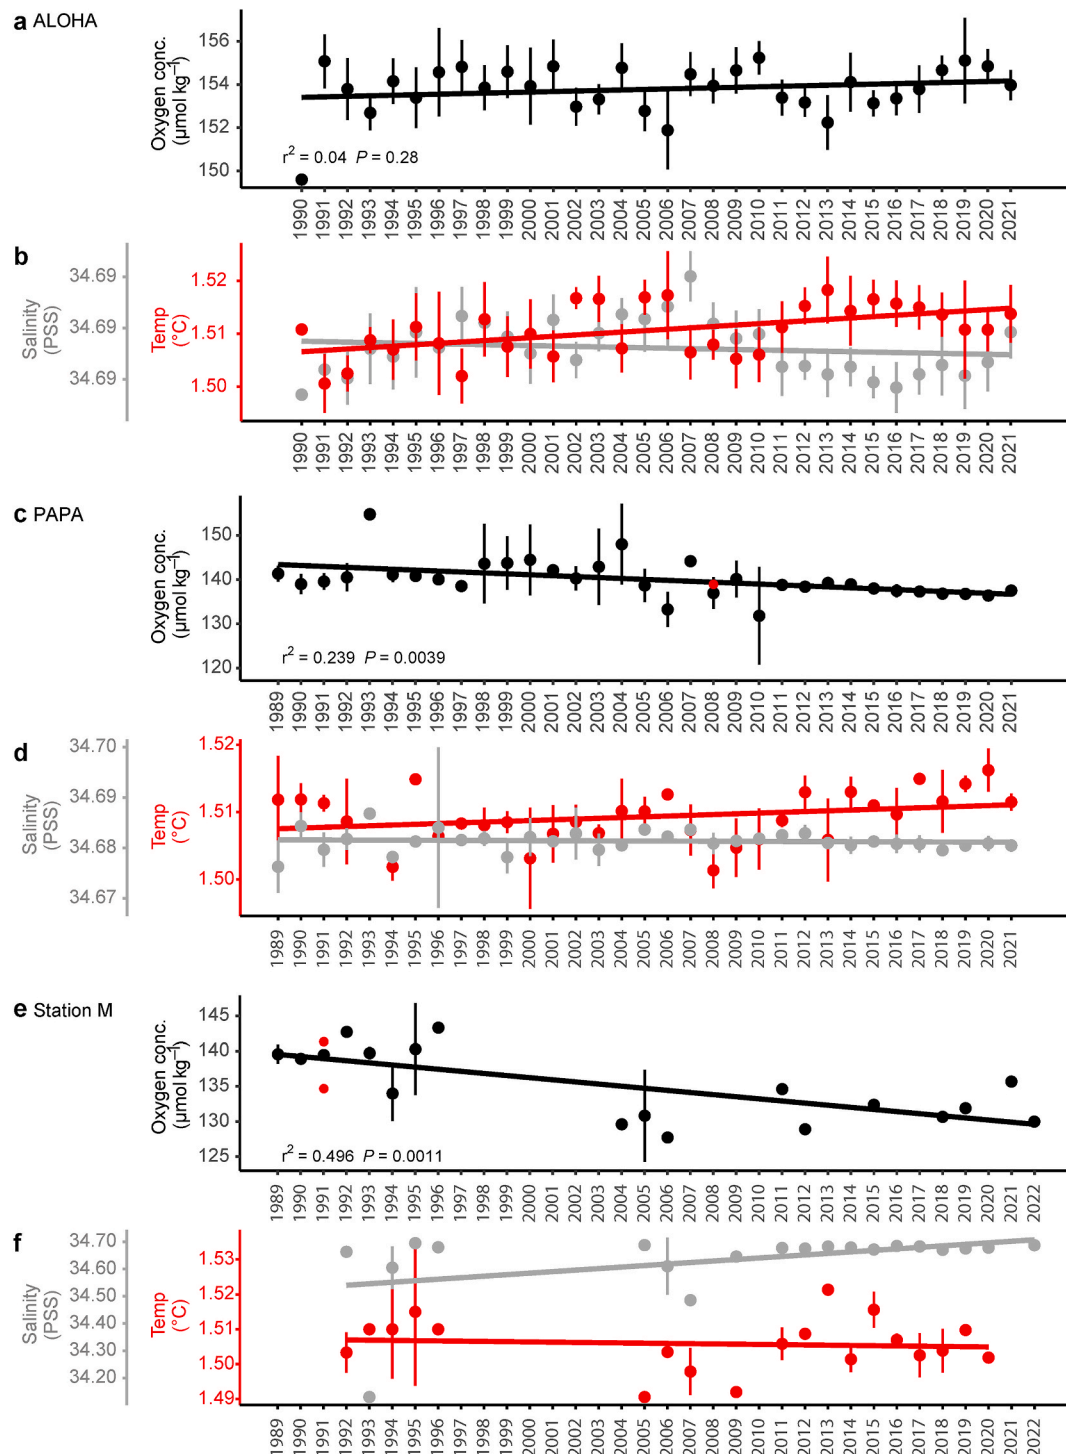 a ALOHA
Oxygen conc.
(µmol kg⁻¹)
156
154
152
150
r² = 0.04 P = 0.28
1990 1991 1992 1993 1994 1995 1996 1997 1998 1999 2000 2001 2002 2003 2004 2005 2006 2007 2008 2009 2010 2011 2012 2013 2014 2015 2016 2017 2018 2019 2020 2021
b
Salinity
(PSS)
34.69
34.69
34.69
Temp
(°C)
1.52
1.51
1.50
1990 1991 1992 1993 1994 1995 1996 1997 1998 1999 2000 2001 2002 2003 2004 2005 2006 2007 2008 2009 2010 2011 2012 2013 2014 2015 2016 2017 2018 2019 2020 2021
c PAPA
Oxygen conc.
(µmol kg⁻¹)
150
140
130
120
r² = 0.239 P = 0.0039
1989 1990 1991 1992 1993 1994 1995 1996 1997 1998 1999 2000 2001 2002 2003 2004 2005 2006 2007 2008 2009 2010 2011 2012 2013 2014 2015 2016 2017 2018 2019 2020 2021
d
Salinity
(PSS)
34.70
34.69
34.68
34.67
Temp
(°C)
1.52
1.51
1.50
1989 1990 1991 1992 1993 1994 1995 1996 1997 1998 1999 2000 2001 2002 2003 2004 2005 2006 2007 2008 2009 2010 2011 2012 2013 2014 2015 2016 2017 2018 2019 2020 2021
e Station M
Oxygen conc.
(µmol kg⁻¹)
145
140
135
130
125
r² = 0.496 P = 0.0011
1989 1990 1991 1992 1993 1994 1995 1996 1997 1998 1999 2000 2001 2002 2003 2004 2005 2006 2007 2008 2009 2010 2011 2012 2013 2014 2015 2016 2017 2018 2019 2020 2021 2022
f
Salinity
(PSS)
34.70
34.60
34.50
34.40
34.30
34.20
Temp
(°C)
1.53
1.52
1.51
1.50
1.49
1989 1990 1991 1992 1993 1994 1995 1996 1997 1998 1999 2000 2001 2002 2003 2004 2005 2006 2007 2008 2009 2010 2011 2012 2013 2014 2015 2016 2017 2018 2019 2020 2021 2022